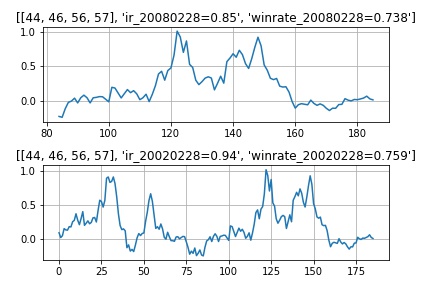 [[44, 46, 56, 57], 'ir_20080228=0.85', 'winrate_20080228=0.738']
1.0
0.5
0.0
80 100 120 140 160 180
[[44, 46, 56, 57], 'ir_20020228=0.94', 'winrate_20020228=0.759']
1.0
0.5
0.0
0 25 50 75 100 125 150 175